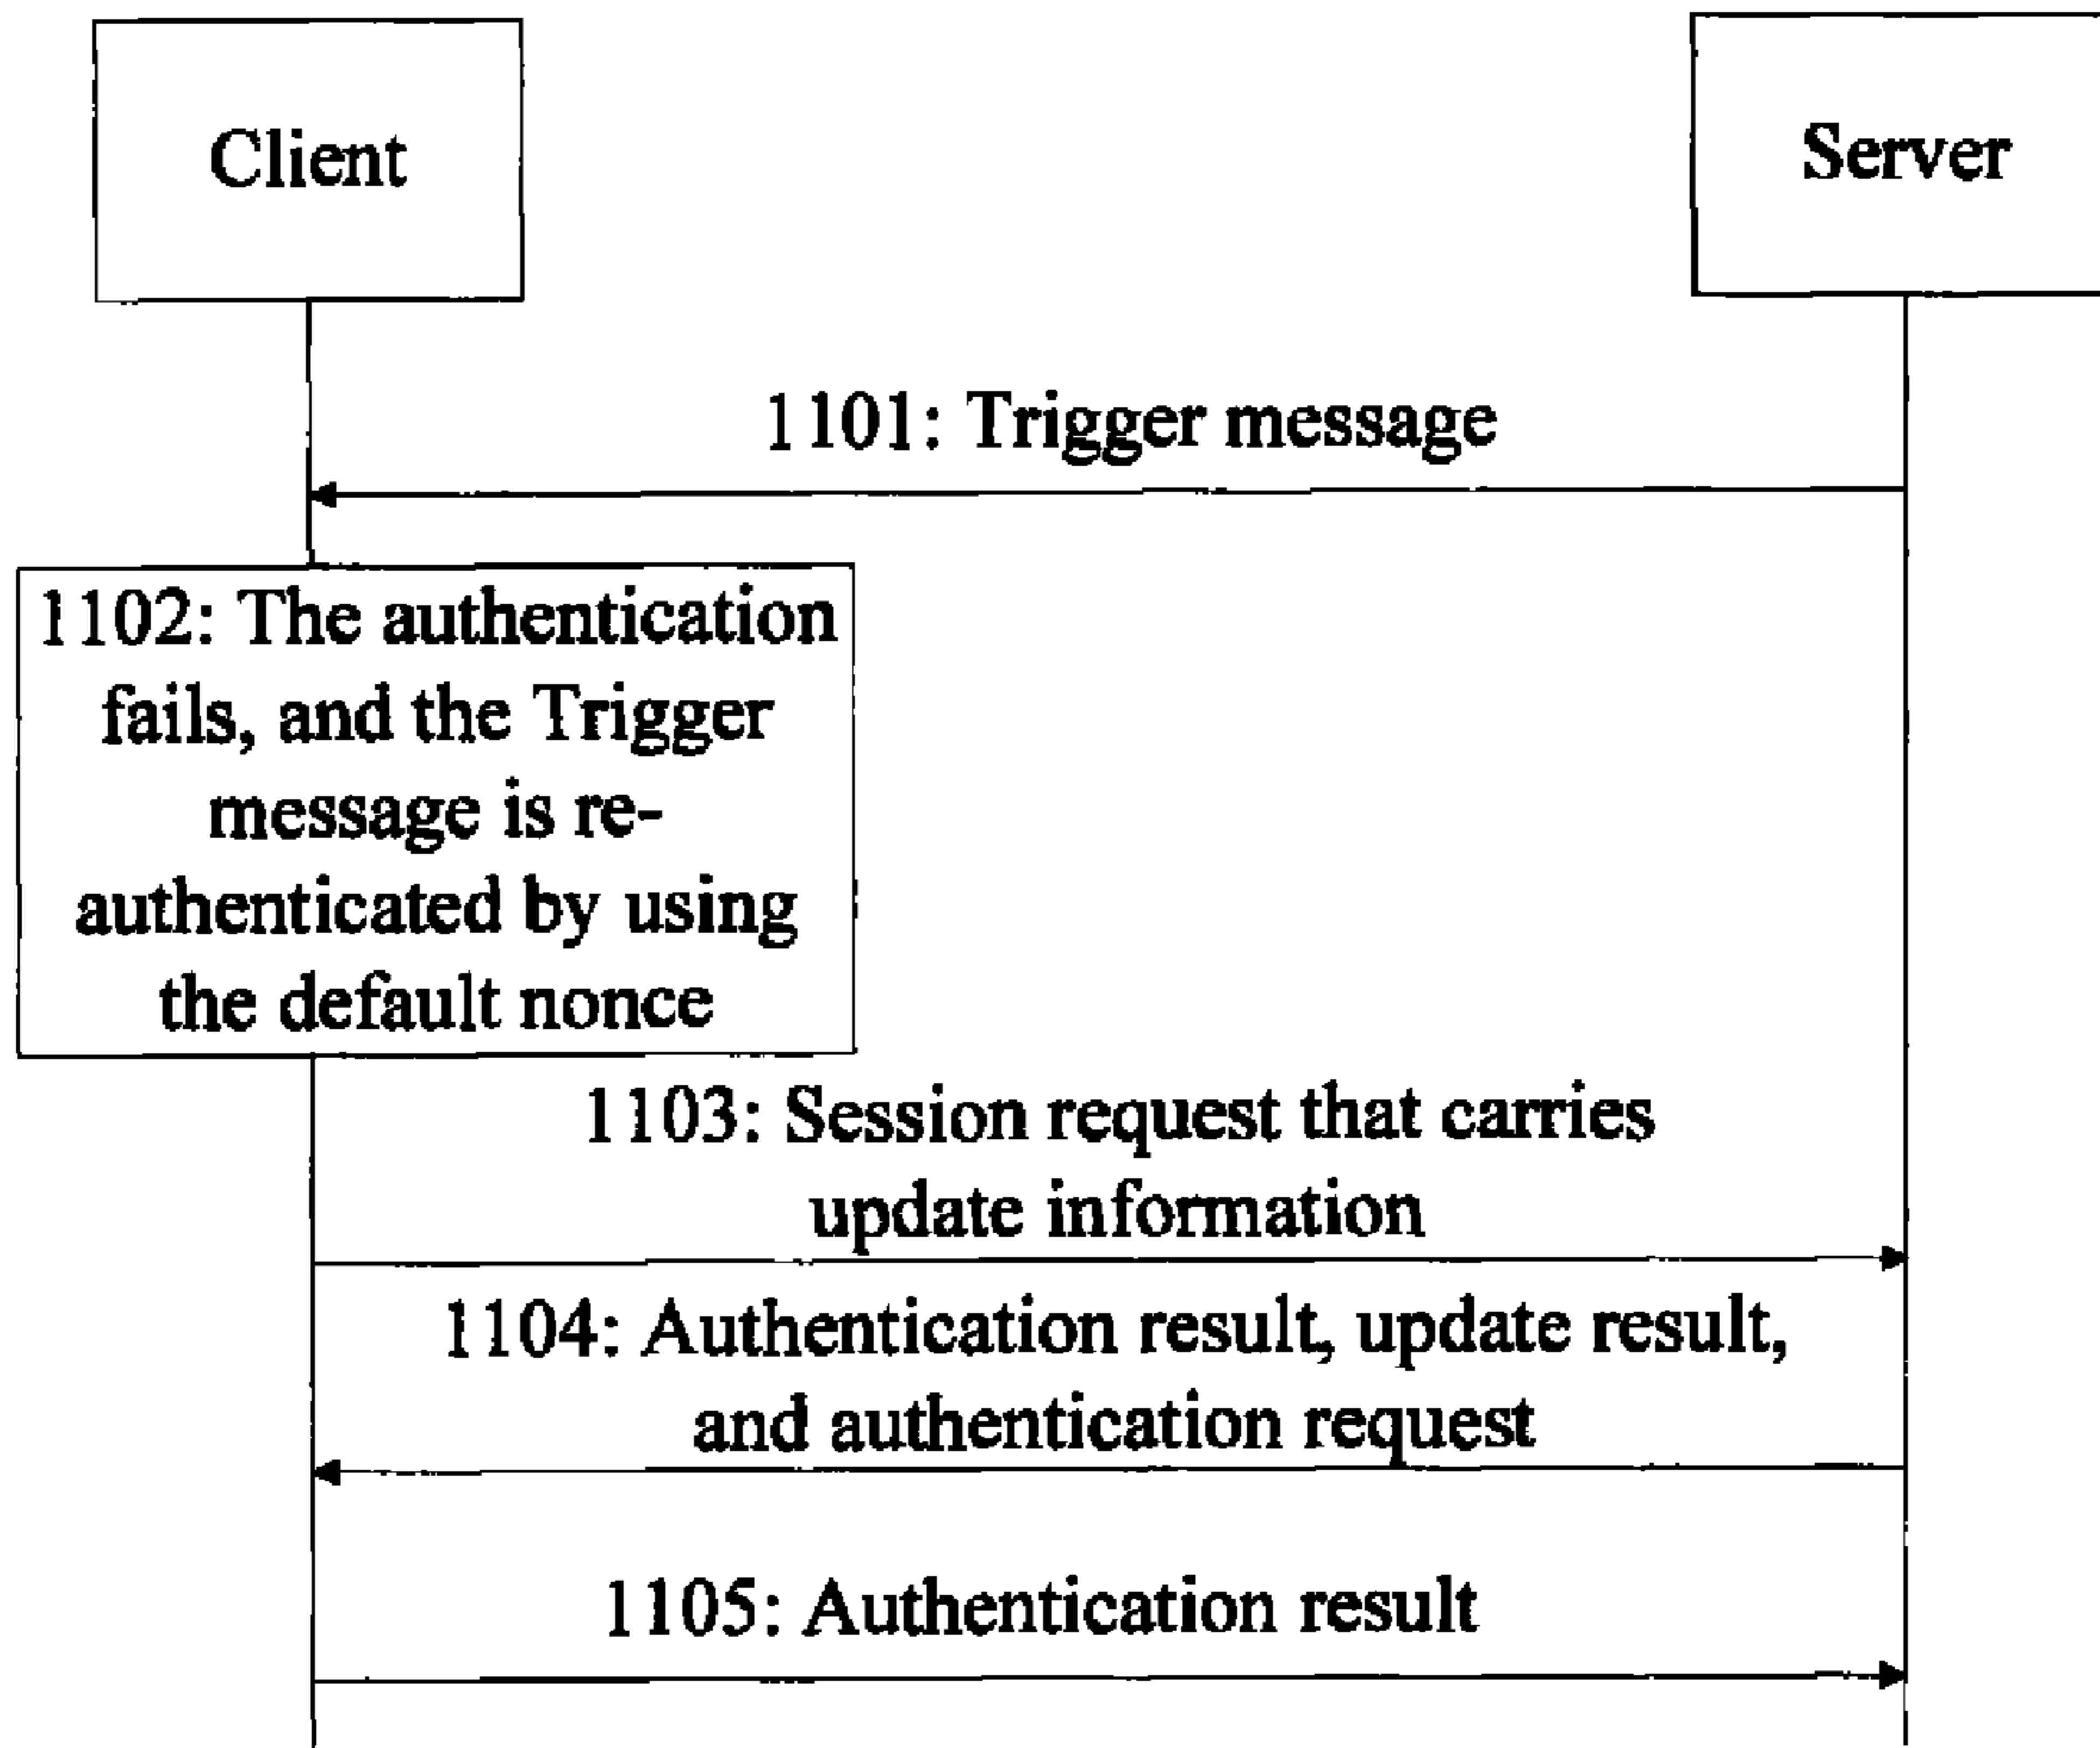 Client
Server
1101: Trigger message
1102: The authentication
fails, and the Trigger
message is re-
authenticated by using
the default nonce
1103: Session request that carries
update information
1104: Authentication result, update result,
and authentication request
1105: Authentication result